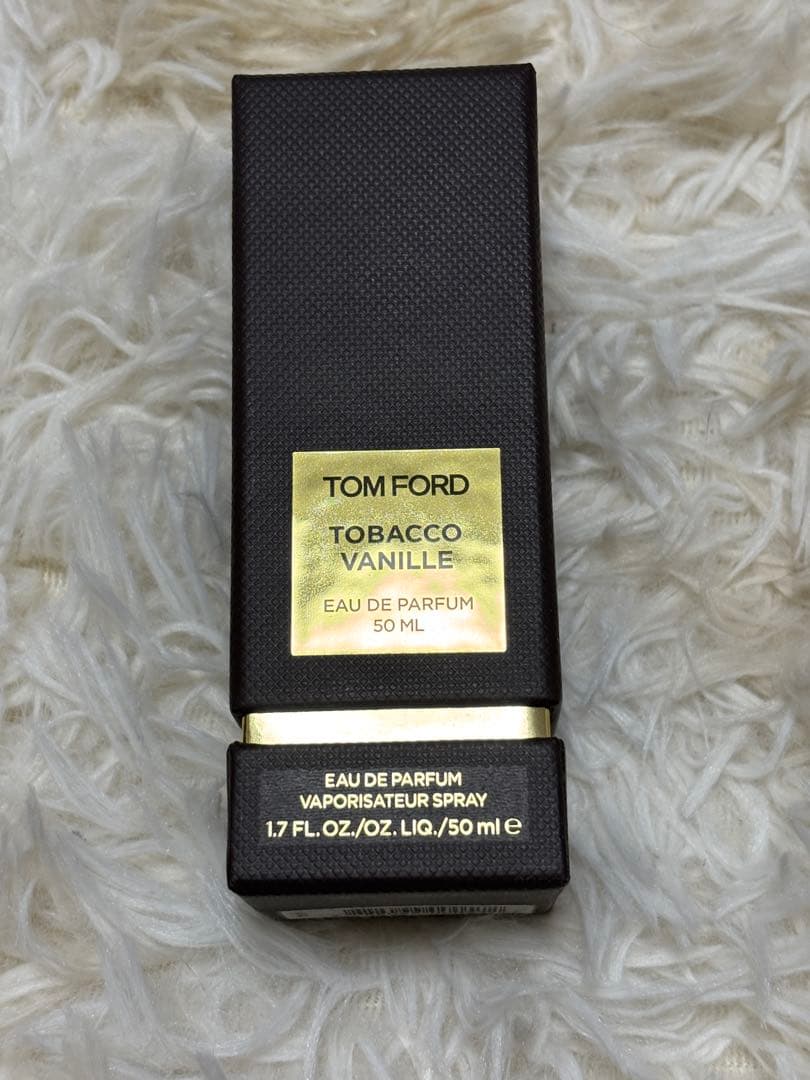 TOM FORD
TOBACCO
VANILLE
EAU DE PARFUM
50 ML
EAU DE PARFUM
VAPORISATEUR SPRAY
1.7 FL. OZ./OZ. LIQ./50 ml ℮